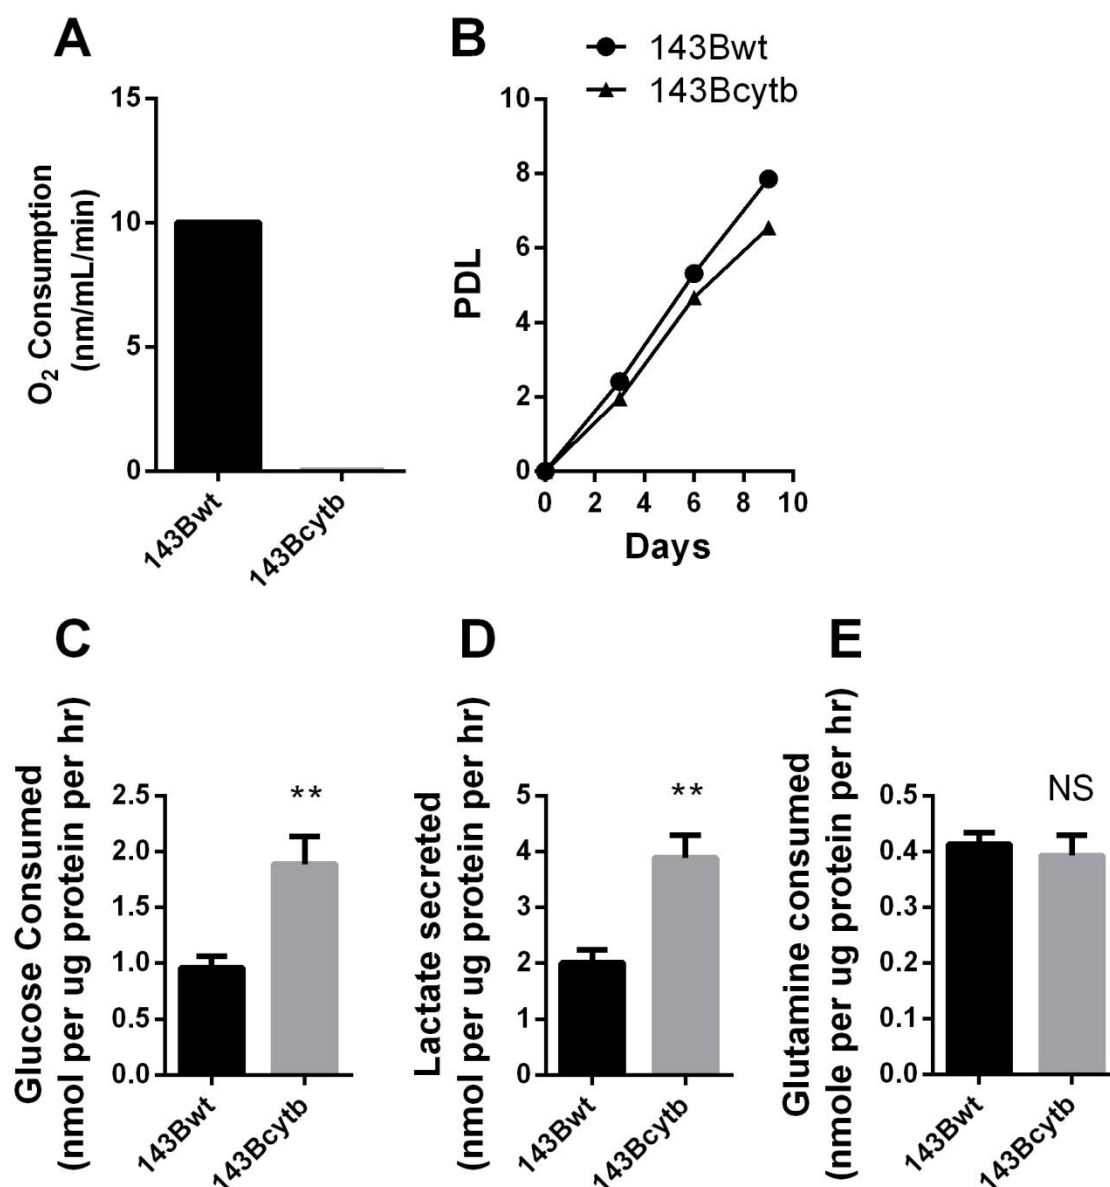 A
15
10
5
0
O₂ Consumption
(nm/mL/min)
143Bwt
143Bcytb
B
143Bwt
143Bcytb
10
8
6
4
2
0
PDL
0 2 4 6 8 10
Days
C
Glucose Consumed
(nmol per ug protein per hr)
2.5
2.0
1.5
1.0
0.5
0.0
**
143Bwt
143Bcytb
D
Lactate secreted
(nmol per ug protein per hr)
5
4
3
2
1
0
**
143Bwt
143Bcytb
E
Glutamine consumed
(nmole per ug protein per hr)
0.5
0.4
0.3
0.2
0.1
0.0
NS
143Bwt
143Bcytb